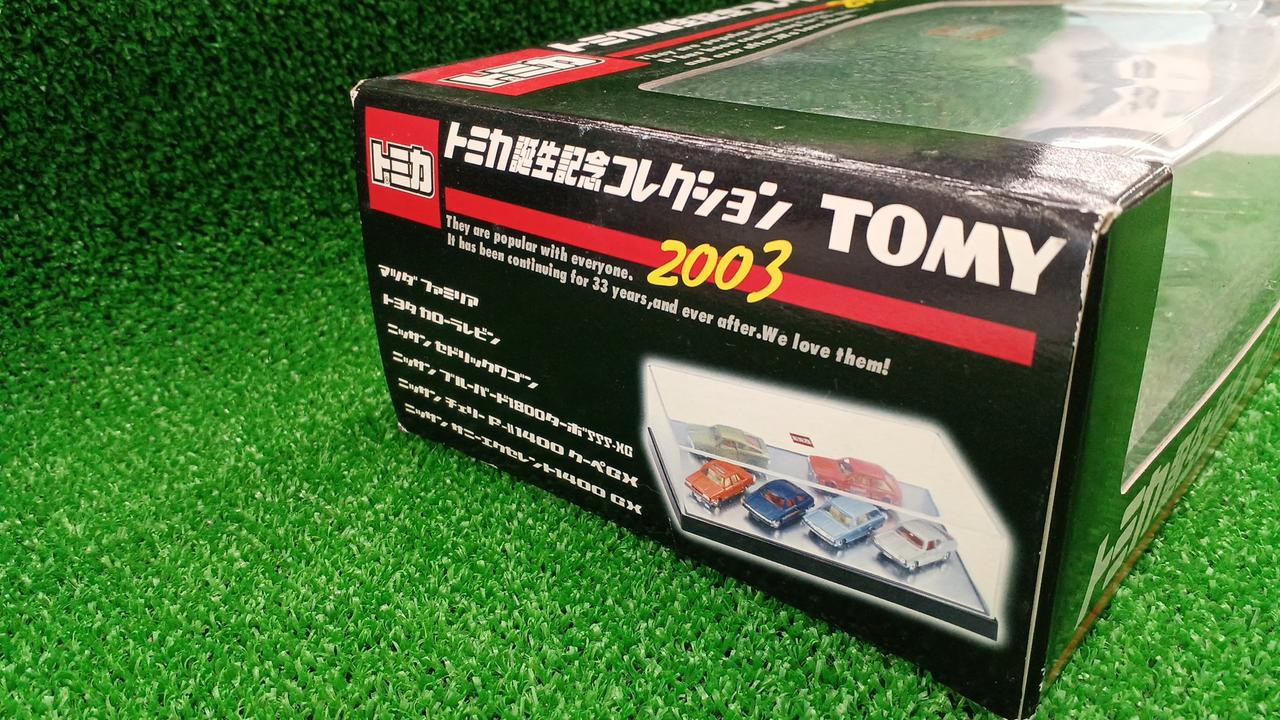 トミカ
トミカ
トミカ誕生記念コレクション TOMY
2003
They are popular with everyone.
It has been continuing for 33 years,and ever after.We love them!
マツダ ファミリア
トヨタ カローラレビン
ニッサン セドリックワゴン
ニッサン ブルーバード1800ターボSSS-XG
ニッサン チェリー F-II1400 クーペGX
ニッサン サニーエクセレント1400 GX